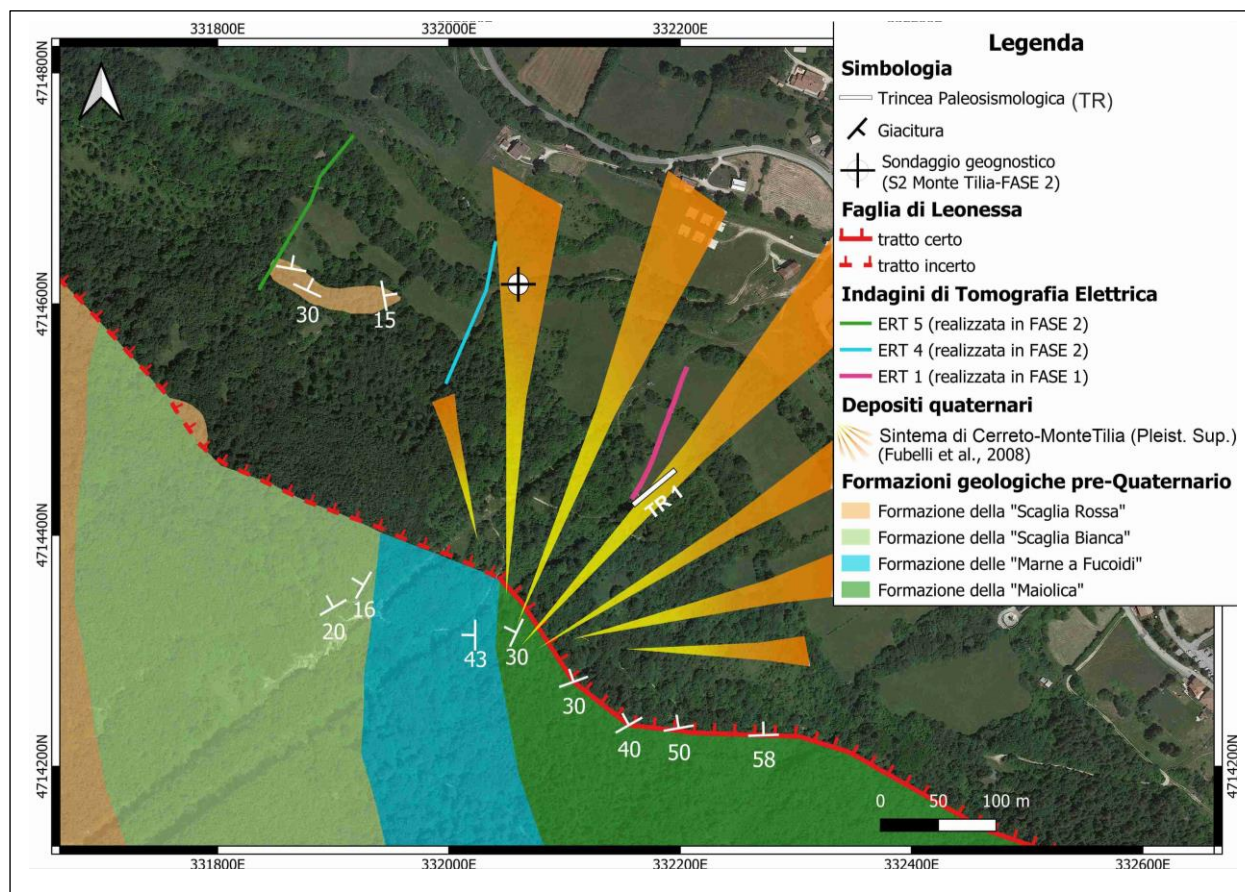 331800E
332000E
332200E
4714800N
4714600N
4714400N
4714200N
Legenda
Simbologia
Trincea Paleosismologica (TR)
Giacitura
Sondaggio geognostico
(S2 Monte Tilia-FASE 2)
Faglia di Leonessa
tratto certo
tratto incerto
Indagini di Tomografia Elettrica
ERT 5 (realizzata in FASE 2)
ERT 4 (realizzata in FASE 2)
ERT 1 (realizzata in FASE 1)
Depositi quaternari
Sintema di Cerreto-MonteTilia (Pleist. Sup.)
(Fubelli et al., 2008)
Formazioni geologiche pre-Quaternario
Formazione della "Scaglia Rossa"
Formazione della "Scaglia Bianca"
Formazione delle "Marne a Fucoidi"
Formazione della "Maiolica"
30
15
TR 1
16
20
43
30
30
40
50
58
4714200N
0 50 100 m
331800E
332000E
332200E
332400E
332600E